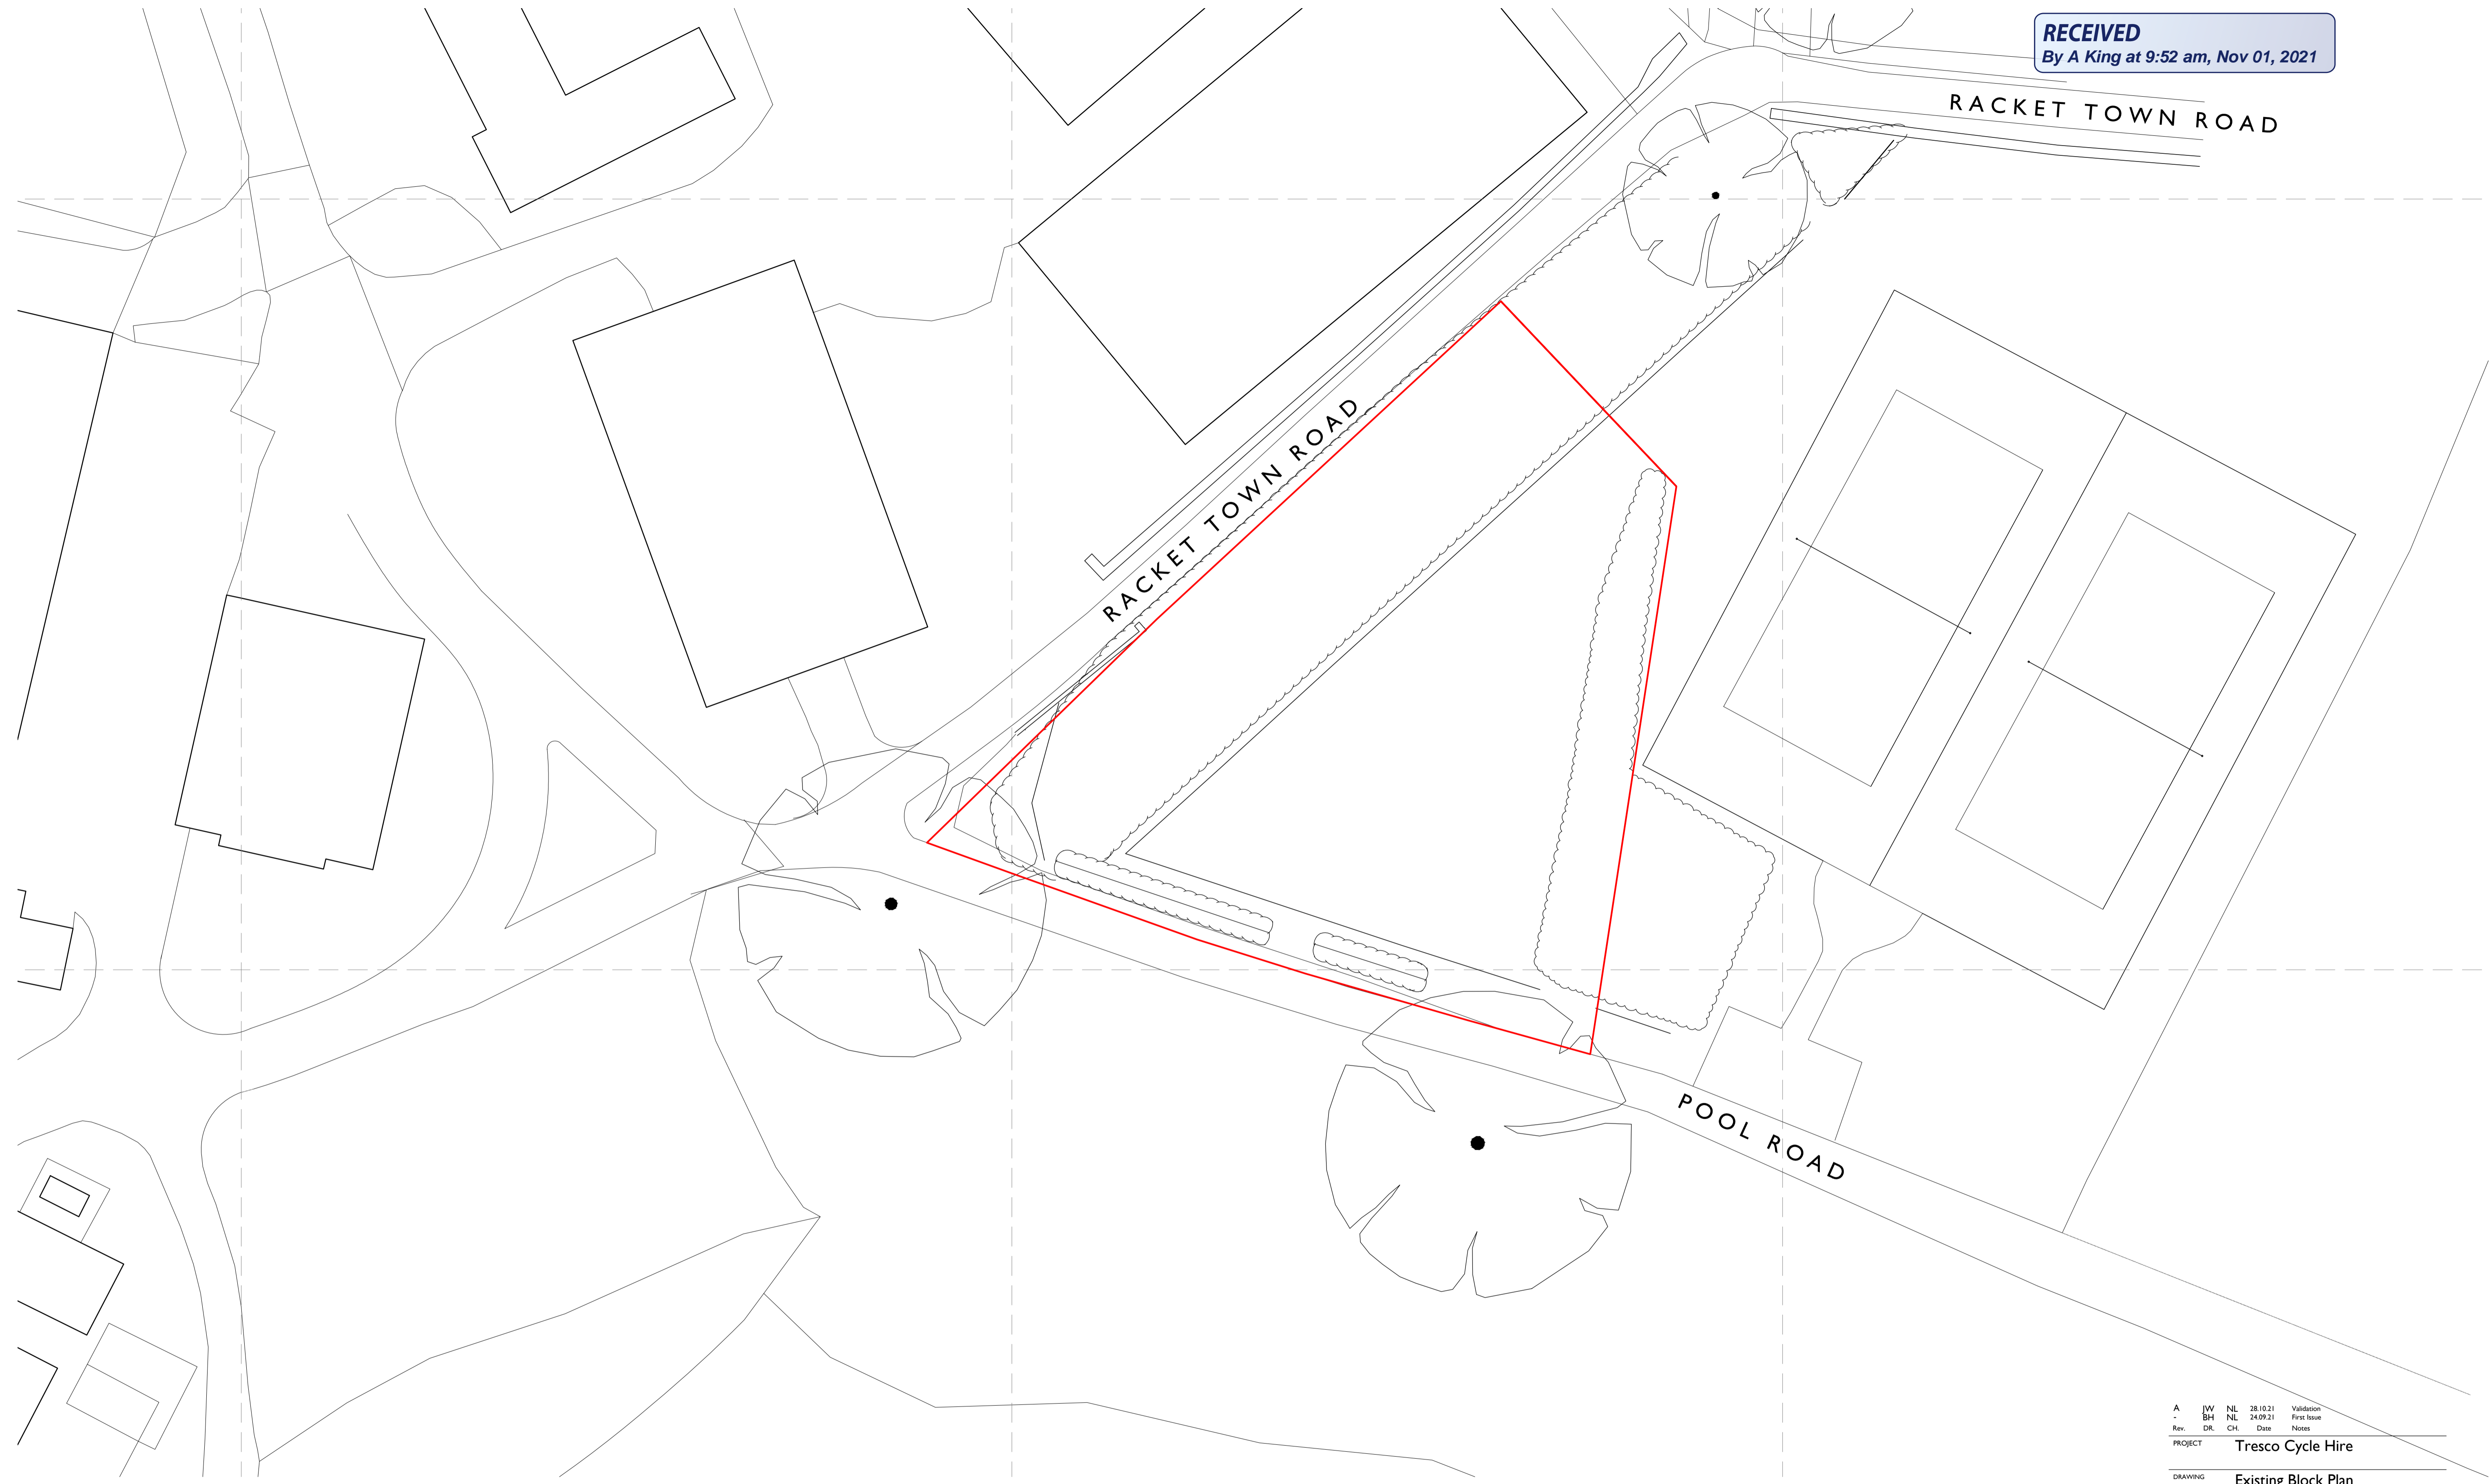 RECEIVED
By A King at 9:52 am, Nov 01, 2021
RACKET TOWN ROAD
RACKET TOWN ROAD
POOL ROAD
A JW NL 28.10.21 Validation
- BH NL 24.09.21 First Issue
Rev. DR. CH. Date Notes
PROJECT Tresco Cycle Hire
DRAWING Existing Block Plan